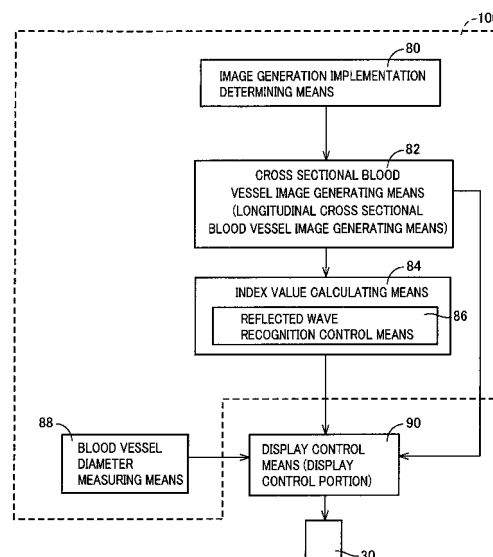 100
80
IMAGE GENERATION IMPLEMENTATION
DETERMINING MEANS
82
CROSS SECTIONAL BLOOD
VESSEL IMAGE GENERATING MEANS
(LONGITUDINAL CROSS SECTIONAL
BLOOD VESSEL IMAGE GENERATING MEANS)
84
INDEX VALUE CALCULATING MEANS
REFLECTED WAVE
RECOGNITION CONTROL MEANS
86
88
BLOOD VESSEL
DIAMETER
MEASURING MEANS
90
DISPLAY CONTROL
MEANS (DISPLAY
CONTROL PORTION)
30